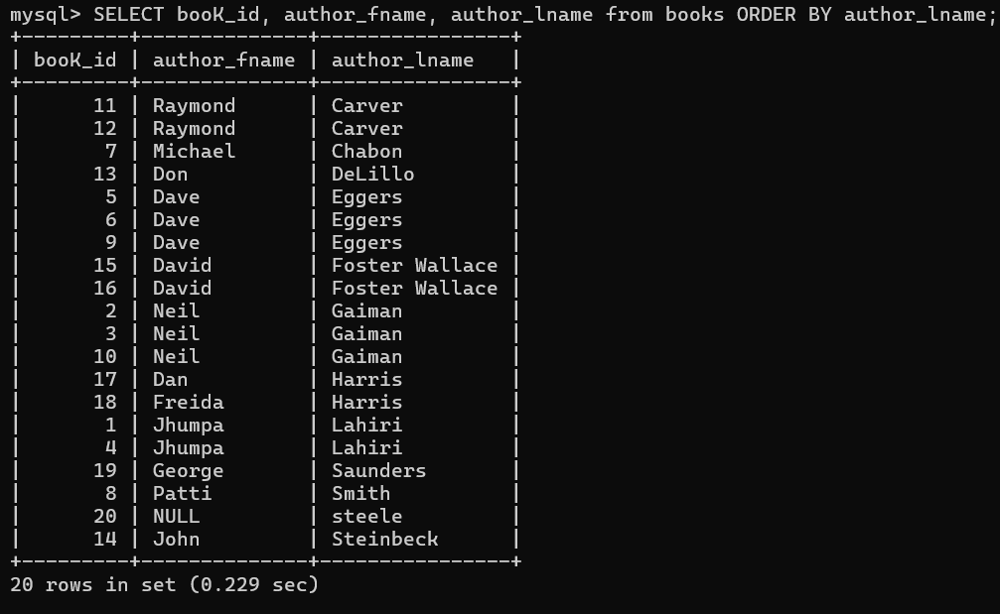 mysql> SELECT booK_id, author_fname, author_lname from books ORDER BY author_lname;
+---------+--------------+----------------+
| booK_id | author_fname | author_lname   |
+---------+--------------+----------------+
|      11 | Raymond      | Carver         |
|      12 | Raymond      | Carver         |
|       7 | Michael      | Chabon         |
|      13 | Don          | DeLillo        |
|       5 | Dave         | Eggers         |
|       6 | Dave         | Eggers         |
|       9 | Dave         | Eggers         |
|      15 | David        | Foster Wallace |
|      16 | David        | Foster Wallace |
|       2 | Neil         | Gaiman         |
|       3 | Neil         | Gaiman         |
|      10 | Neil         | Gaiman         |
|      17 | Dan          | Harris         |
|      18 | Freida       | Harris         |
|       1 | Jhumpa       | Lahiri         |
|       4 | Jhumpa       | Lahiri         |
|      19 | George       | Saunders       |
|       8 | Patti        | Smith          |
|      20 | NULL         | steele         |
|      14 | John         | Steinbeck      |
+---------+--------------+----------------+
20 rows in set (0.229 sec)